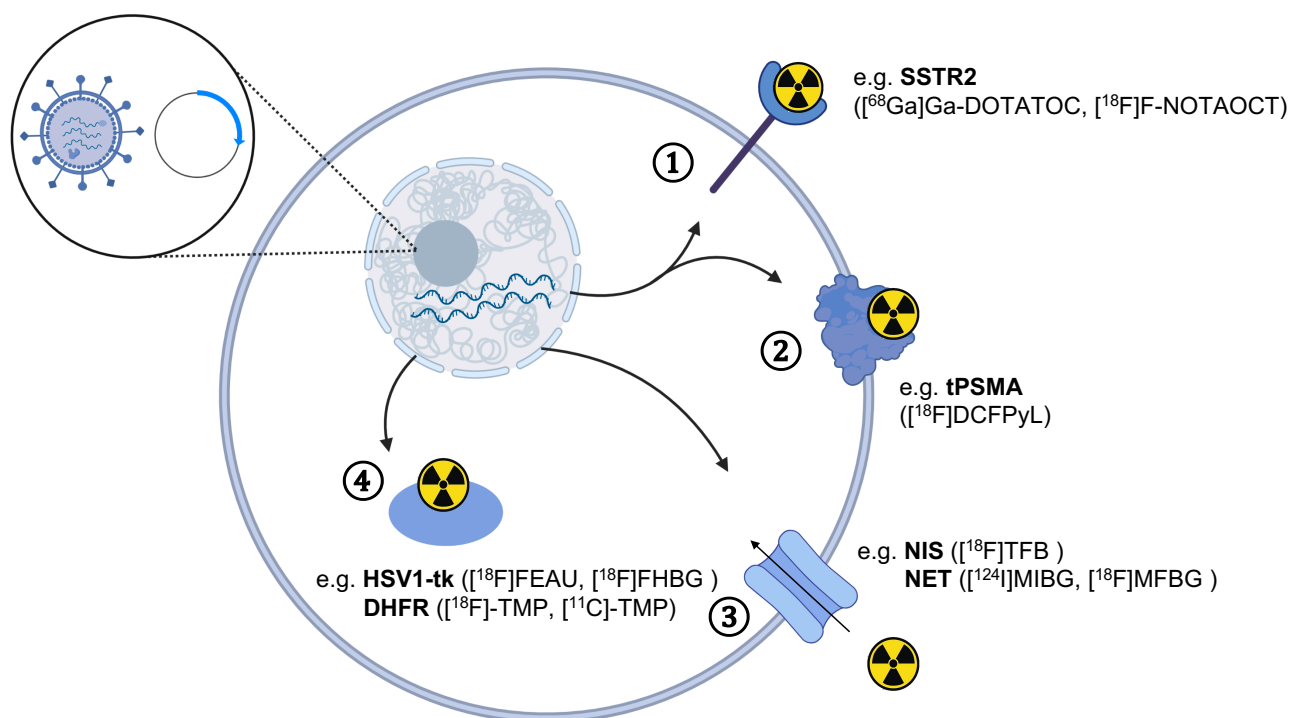 e.g. SSTR2
([⁶⁸Ga]Ga-DOTATOC, [¹⁸F]F-NOTAOCT)
①
②
e.g. tPSMA
([¹⁸F]DCFPyL)
④
e.g. NIS ([¹⁸F]TFB )
NET ([¹²⁴I]MIBG, [¹⁸F]MFBG )
e.g. HSV1-tk ([¹⁸F]FEAU, [¹⁸F]FHBG )
DHFR ([¹⁸F]-TMP, [¹¹C]-TMP)
③